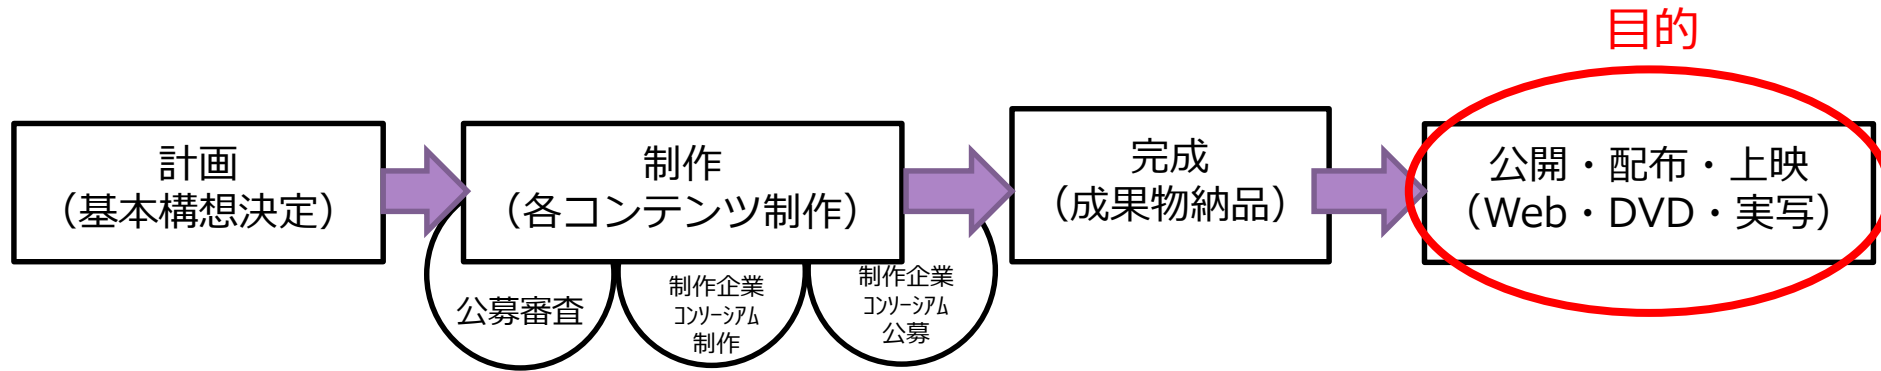 目的
計画
（基本構想決定）
制作
（各コンテンツ制作）
完成
（成果物納品）
公開・配布・上映
（Web・DVD・実写）
公募審査
制作企業
ｺﾝｿｰｼｱﾑ
制作
制作企業
ｺﾝｿｰｼｱﾑ
公募